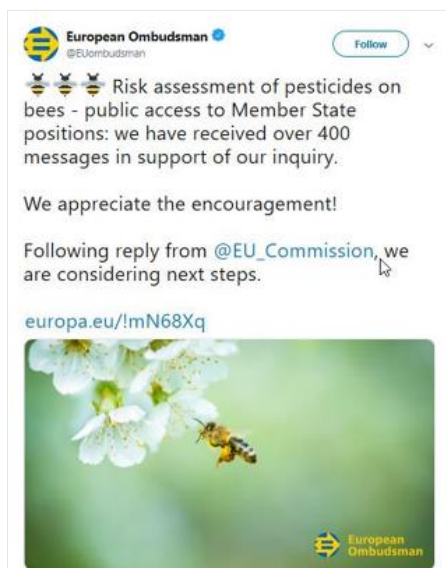 European Ombudsman
@EUombudsman
Follow
🐝 🐝 🐝 Risk assessment of pesticides on
bees - public access to Member State
positions: we have received over 400
messages in support of our inquiry.
We appreciate the encouragement!
Following reply from @EU_Commission, we
are considering next steps.
europa.eu/!mN68Xq
European
Ombudsman